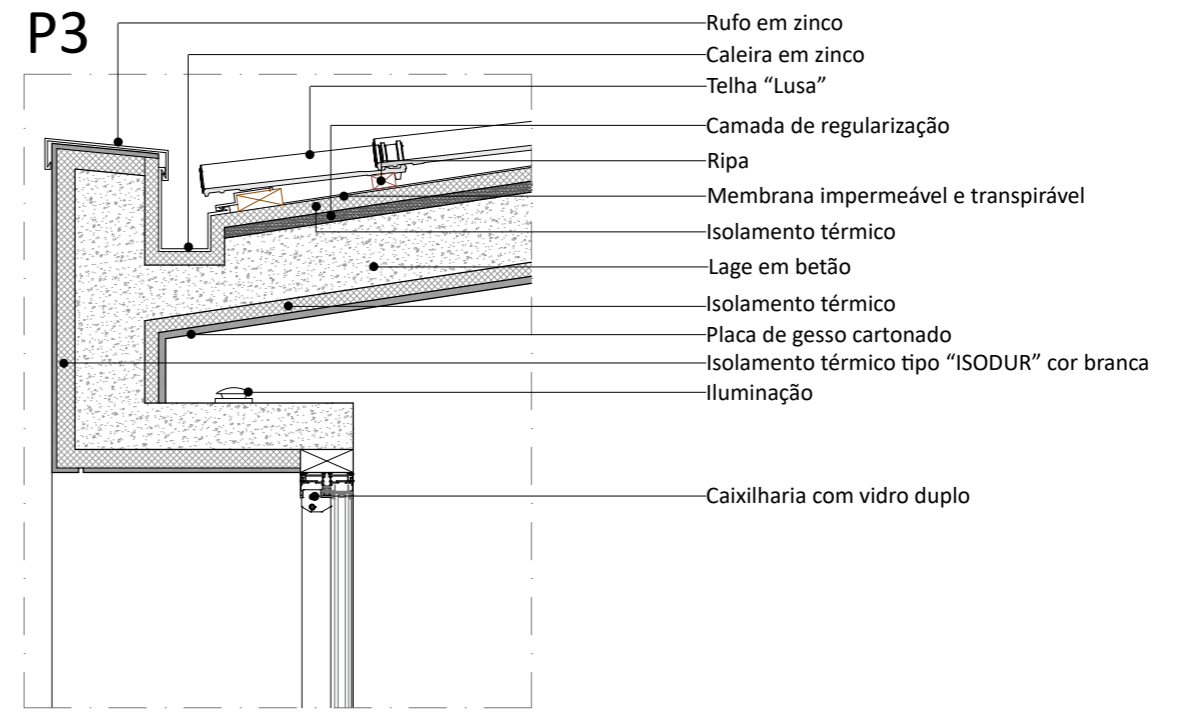 P3
Rufo em zinco
Caleira em zinco
Telha “Lusa”
Camada de regularização
Ripa
Membrana impermeável e transpirável
Isolamento térmico
Lage em betão
Isolamento térmico
Placa de gesso cartonado
Isolamento térmico tipo “ISODUR” cor branca
Iluminação
Caixilharia com vidro duplo